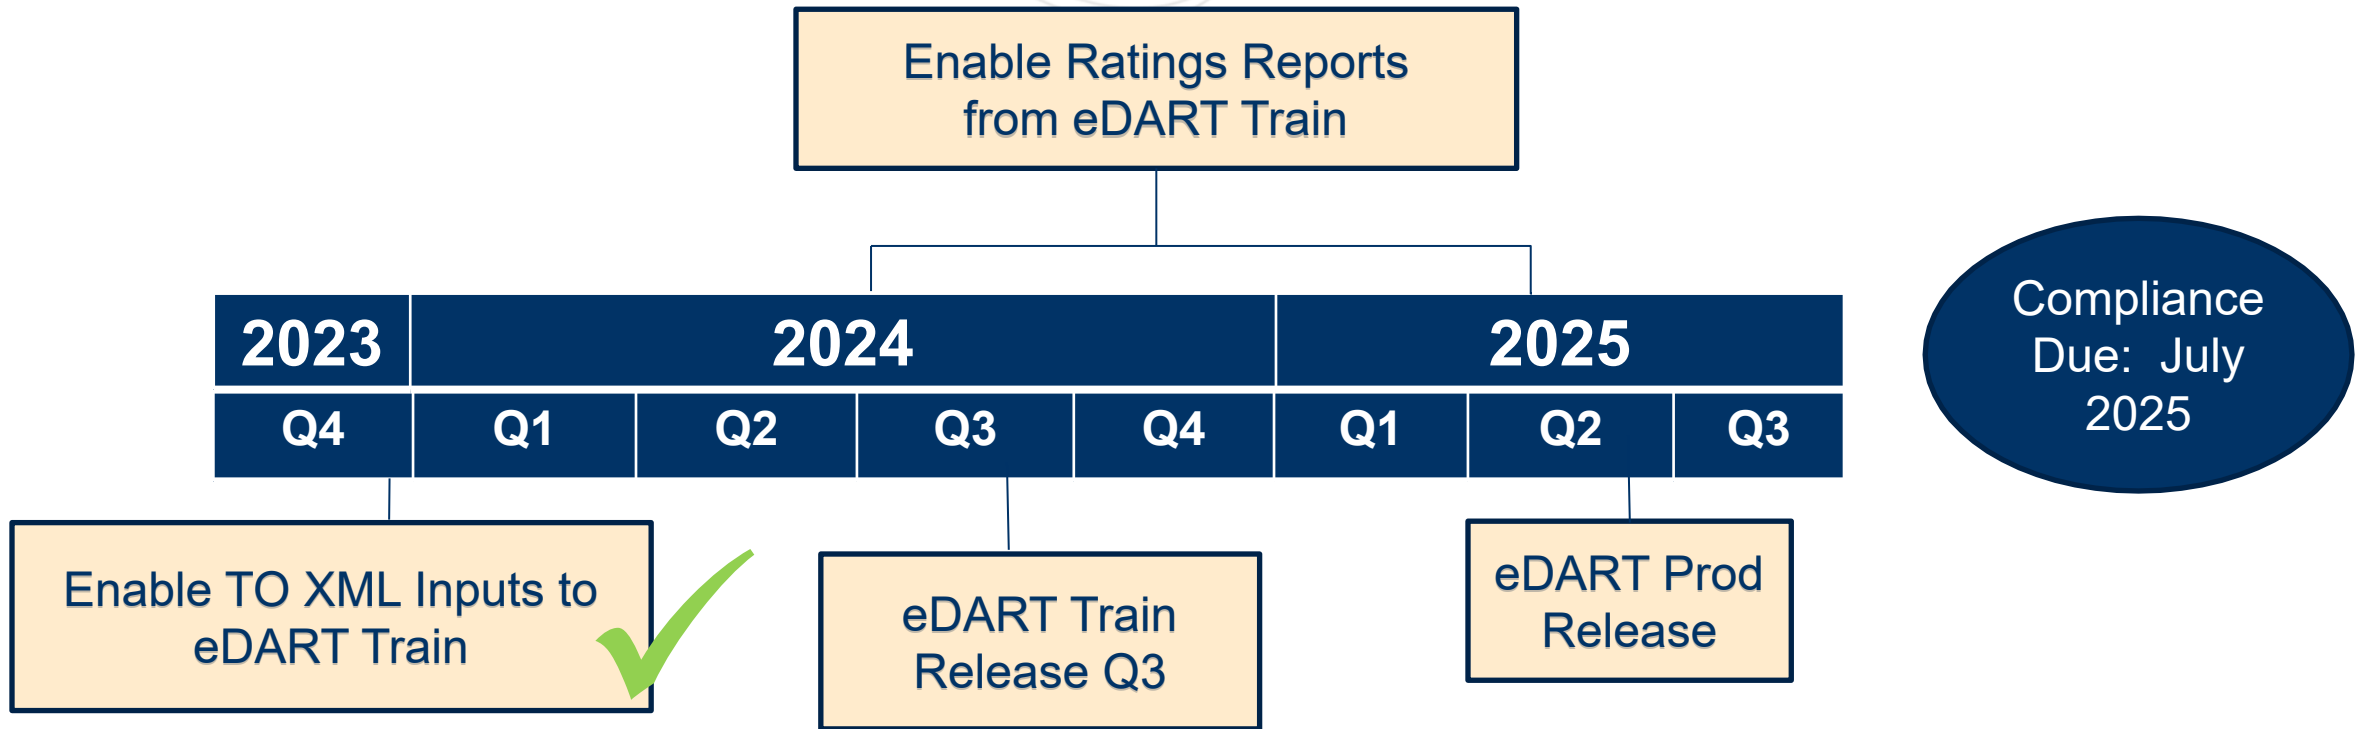 Enable Ratings Reports
from eDART Train
2023
2024
2025
Q4
Q1
Q2
Q3
Q4
Q1
Q2
Q3
Compliance
Due:  July
2025
Enable TO XML Inputs to
eDART Train
eDART Train
Release Q3
eDART Prod
Release